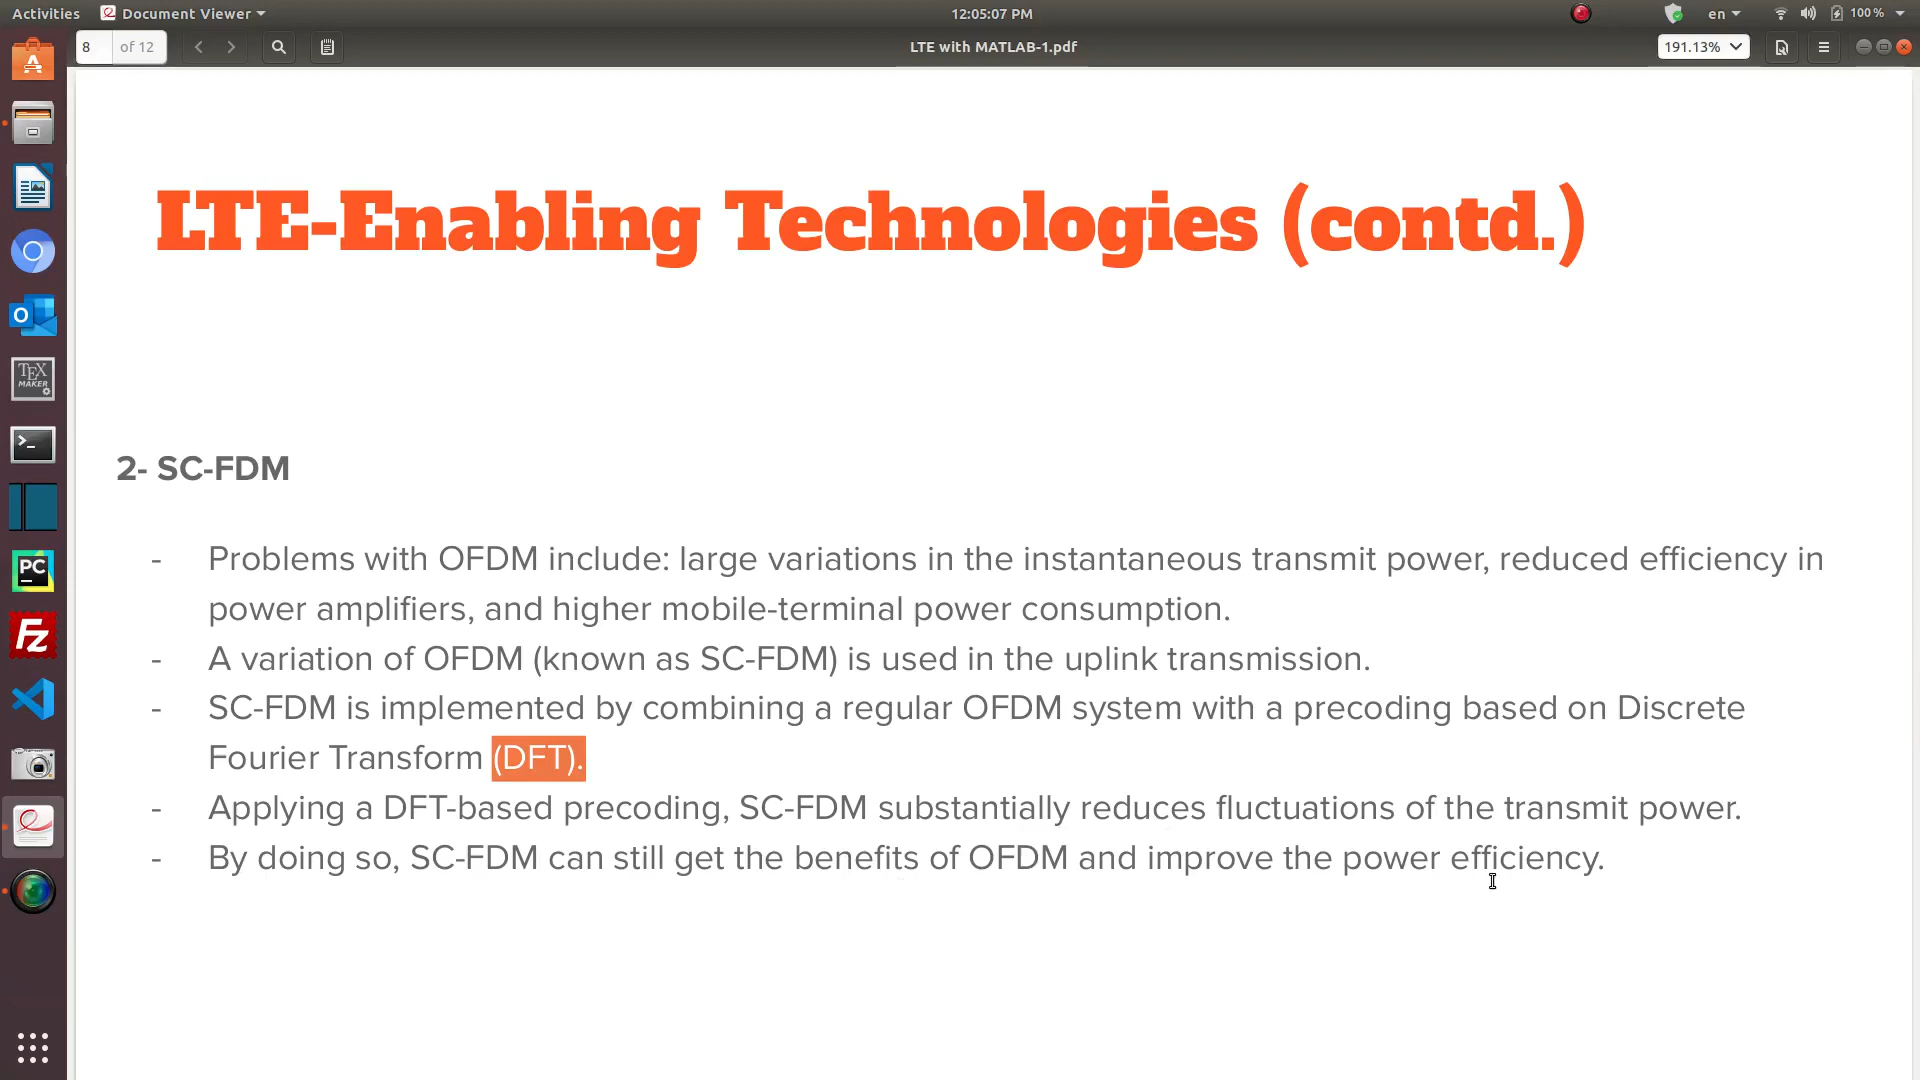 Activities
Document Viewer
12:05:07 PM
en
100 %
8
of 12
LTE with MATLAB-1.pdf
191.13%
LTE-Enabling Technologies (contd.)
2- SC-FDM
- Problems with OFDM include: large variations in the instantaneous transmit power, reduced efficiency in
power amplifiers, and higher mobile-terminal power consumption.
- A variation of OFDM (known as SC-FDM) is used in the uplink transmission.
- SC-FDM is implemented by combining a regular OFDM system with a precoding based on Discrete
Fourier Transform (DFT).
- Applying a DFT-based precoding, SC-FDM substantially reduces fluctuations of the transmit power.
- By doing so, SC-FDM can still get the benefits of OFDM and improve the power efficiency.
A
O
TEX
MAKER
>_
PC
Fz